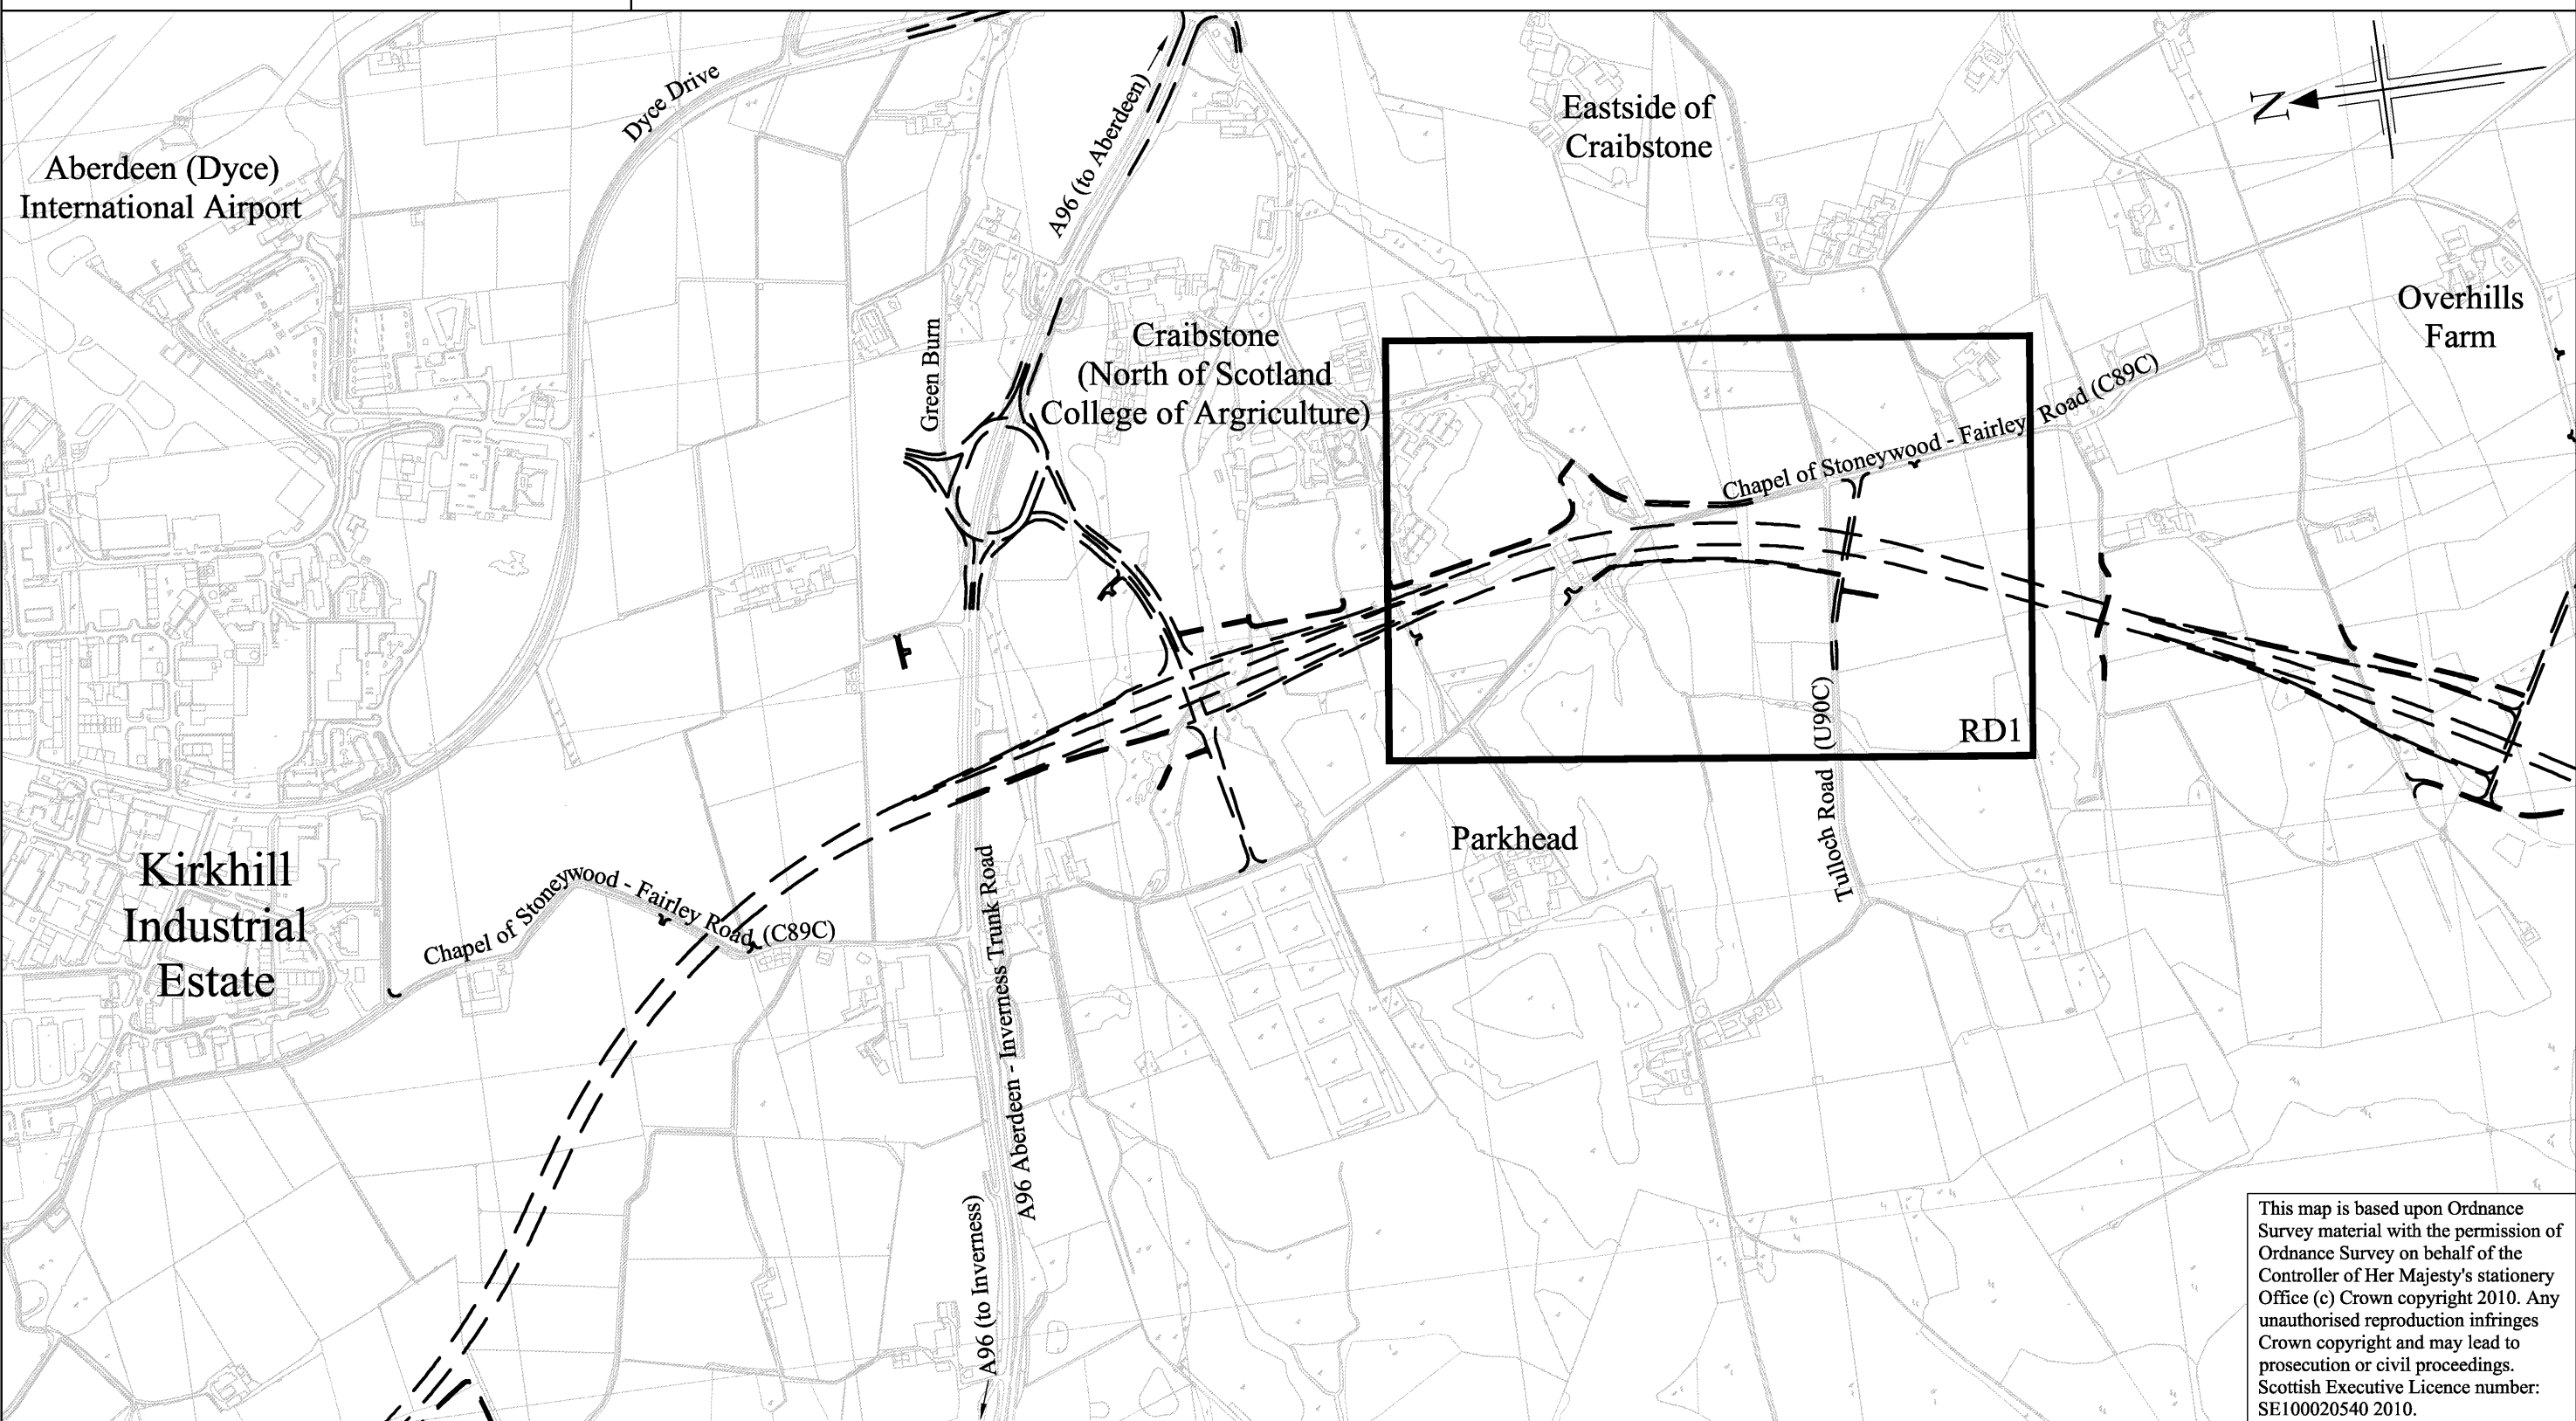 Aberdeen (Dyce)
International Airport
Dyce Drive
A96 (to Aberdeen)
Eastside of
Craibstone
N
Overhills
Farm
Green Burn
Craibstone
(North of Scotland
College of Argriculture)
Chapel of Stoneywood - Fairley Road (C89C)
RD1
Tulloch Road (U90C)
Parkhead
Kirkhill
Industrial
Estate
Chapel of Stoneywood - Fairley Road (C89C)
A96 Aberdeen - Inverness Trunk Road
A96 (to Inverness)
This map is based upon Ordnance
Survey material with the permission of
Ordnance Survey on behalf of the
Controller of Her Majesty's stationery
Office (c) Crown copyright 2010. Any
unauthorised reproduction infringes
Crown copyright and may lead to
prosecution or civil proceedings.
Scottish Executive Licence number:
SE100020540 2010.